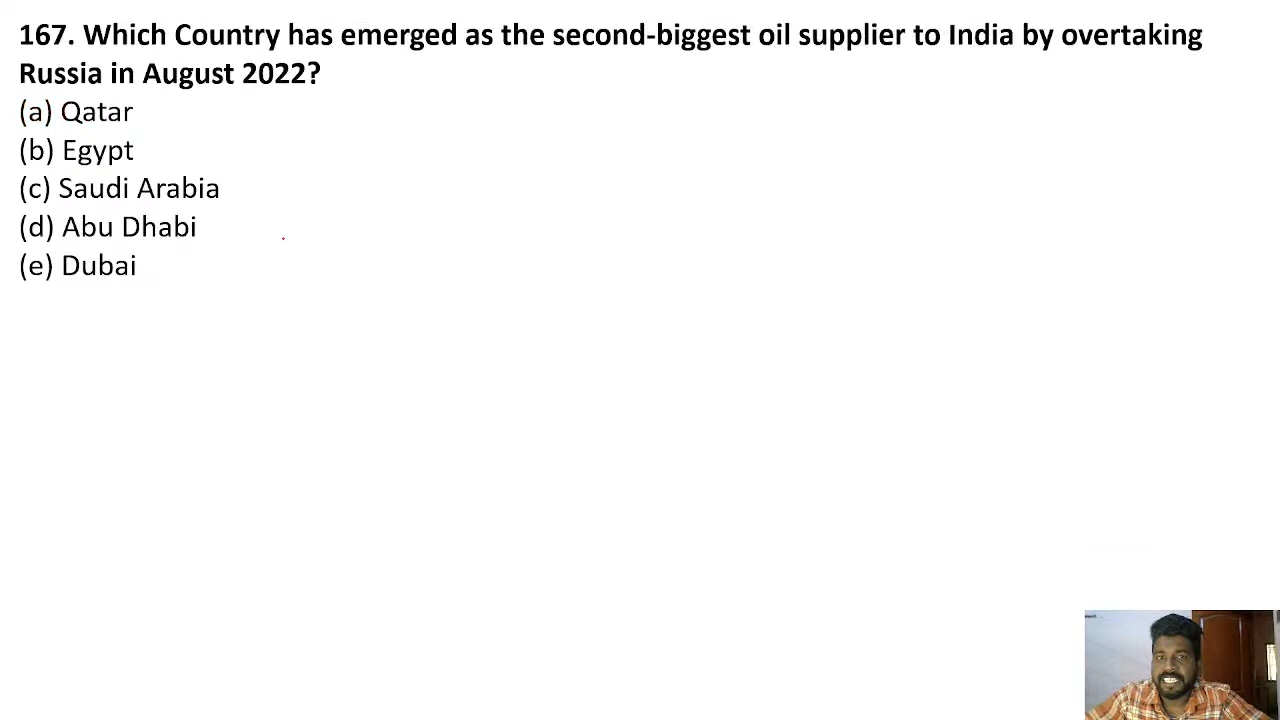 167. Which Country has emerged as the second-biggest oil supplier to India by overtaking
Russia in August 2022?
(a) Qatar
(b) Egypt
(c) Saudi Arabia
(d) Abu Dhabi
(e) Dubai